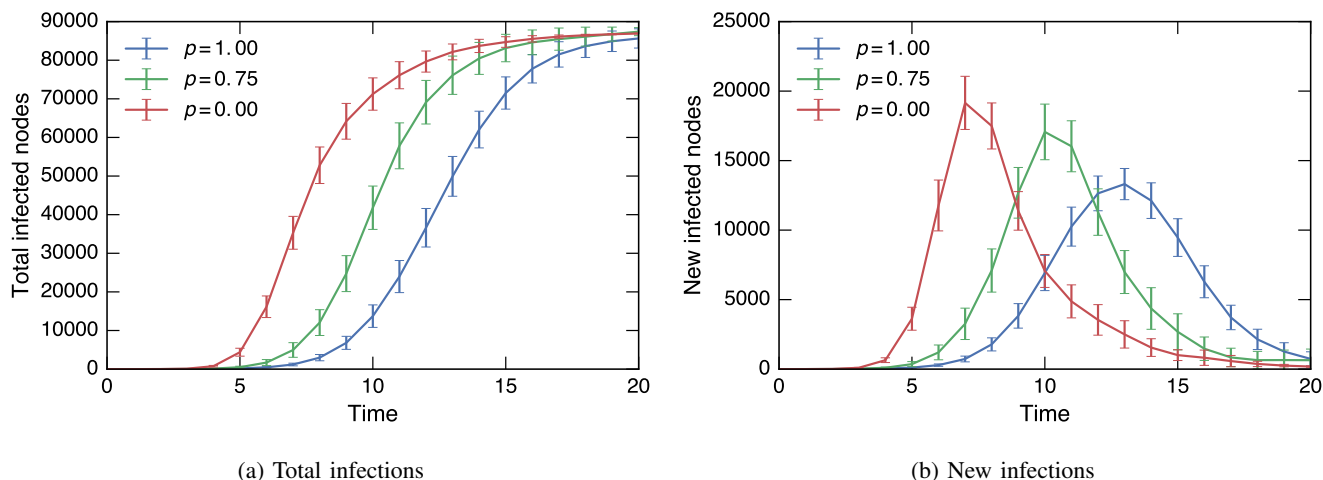 90000
80000
70000
60000
50000
40000
30000
20000
10000
0
Total infected nodes
p = 1.00
p = 0.75
p = 0.00
0 5 10 15 20
Time
(a) Total infections
25000
20000
15000
10000
5000
0
New infected nodes
p = 1.00
p = 0.75
p = 0.00
0 5 10 15 20
Time
(b) New infections